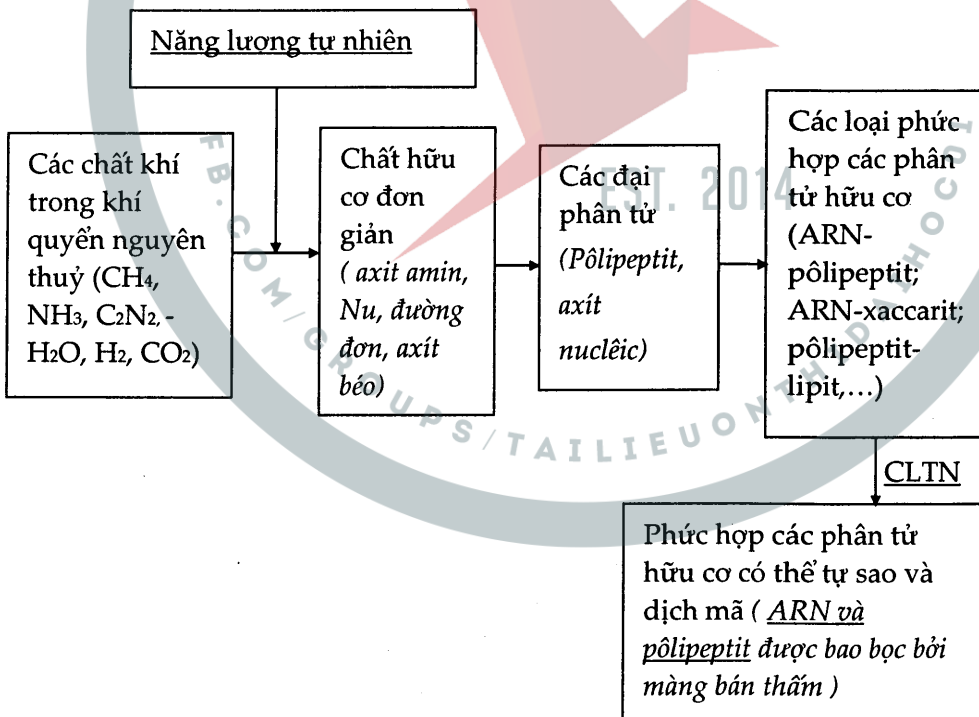 Năng lượng tự nhiên
Các chất khí
trong khí
quyển nguyên
thuỷ (CH4,
NH3, C2N2, -
H2O, H2, CO2)
Chất hữu
cơ đơn
giản
( axit amin,
Nu, đường
đơn, axít
béo)
Các đại
phân tử
(Pôlipeptit,
axít
nuclêic)
Các loại phức
hợp các phân
tử hữu cơ
(ARN-
pôlipeptit;
ARN-xaccarit;
pôlipeptit-
lipit,…)
CLTN
Phức hợp các phân tử
hữu cơ có thể tự sao và
dịch mã ( ARN và
pôlipeptit được bao bọc bởi
màng bán thấm )
EST. 2014
FB.COM/GROUPS/TAILIEUONTHIDAIHOC01